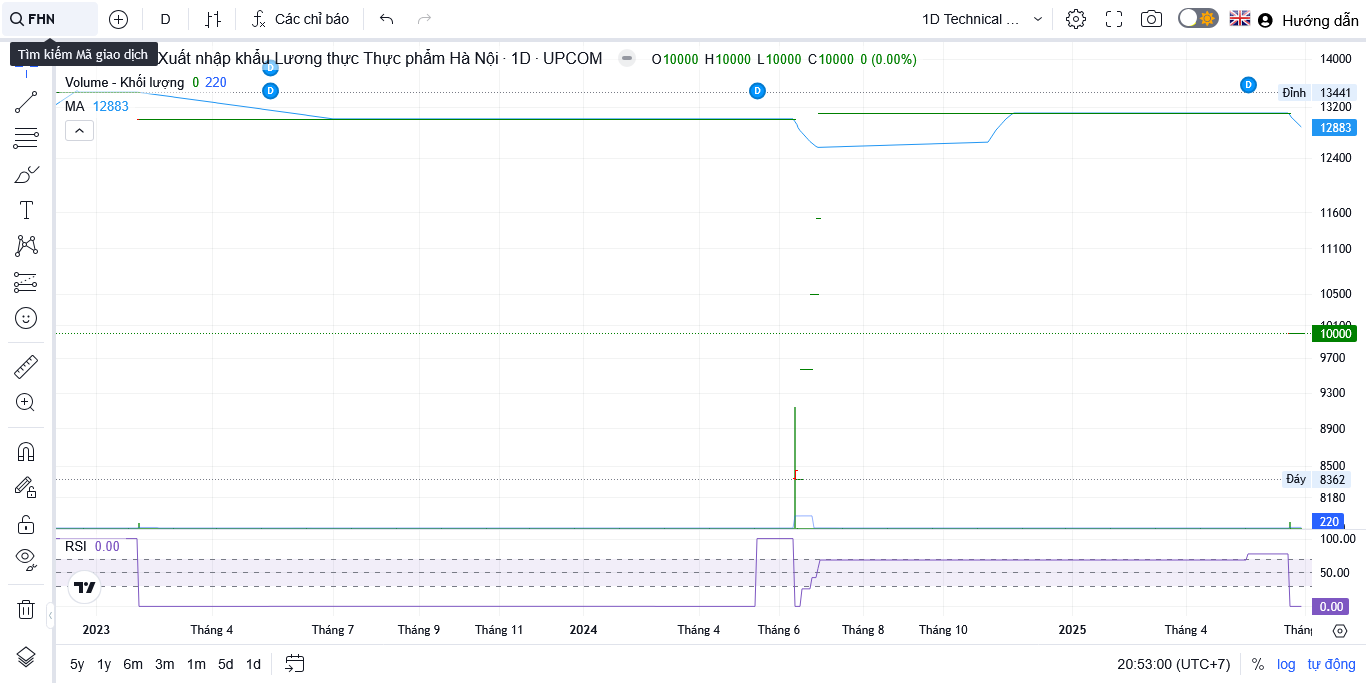 FHN
D
Các chỉ báo
1D Technical ...
Hướng dẫn
Tìm kiếm Mã giao dịch
Xuất nhập khẩu Lương thực Thực phẩm Hà Nội · 1D · UPCOM
O10000 H10000 L10000 C10000 0 (0.00%)
Volume - Khối lượng 0 220
MA 12883
D
D
D
D
14000
Đỉnh 13441
13200
12883
12400
11600
11100
10500
10100
10000
9700
9300
8900
8500
Đáy 8362
8180
220
RSI 0.00
100.00
50.00
0.00
2023 Tháng 4 Tháng 7 Tháng 9 Tháng 11 2024 Tháng 4 Tháng 6 Tháng 8 Tháng 10 2025 Tháng 4 Tháng
5y 1y 6m 3m 1m 5d 1d
20:53:00 (UTC+7) % log tự động